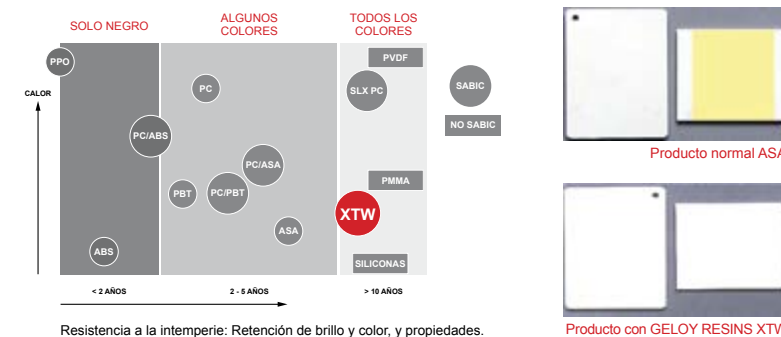 SOLO NEGRO
ALGUNOS
COLORES
TODOS LOS
COLORES
PPO
PVDF
CALOR
PC
SLX PC
SABIC
PC/ABS
NO SABIC
PC/ASA
PBT
PC/PBT
PMMA
XTW
ASA
ABS
SILICONAS
< 2 AÑOS
2 - 5 AÑOS
> 10 AÑOS
Resistencia a la intemperie: Retención de brillo y color, y propiedades.
Producto normal ASA
Producto con GELOY RESINS XTW